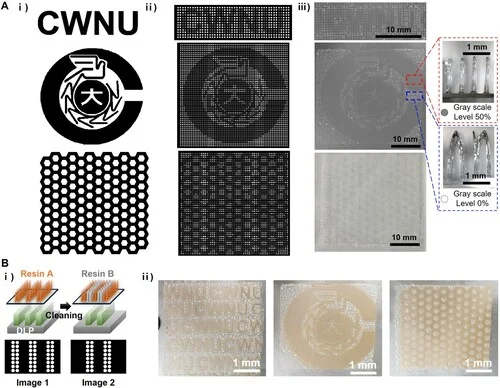 A
i )
ii )
iii )
CWNU
CWNU
大
10 mm
10 mm
10 mm
1 mm
Gray scale
Level 50%
1 mm
Gray scale
Level 0%
B
i )
Resin A
Resin B
Cleaning
DLP
Image 1
Image 2
ii )
1 mm
1 mm
1 mm